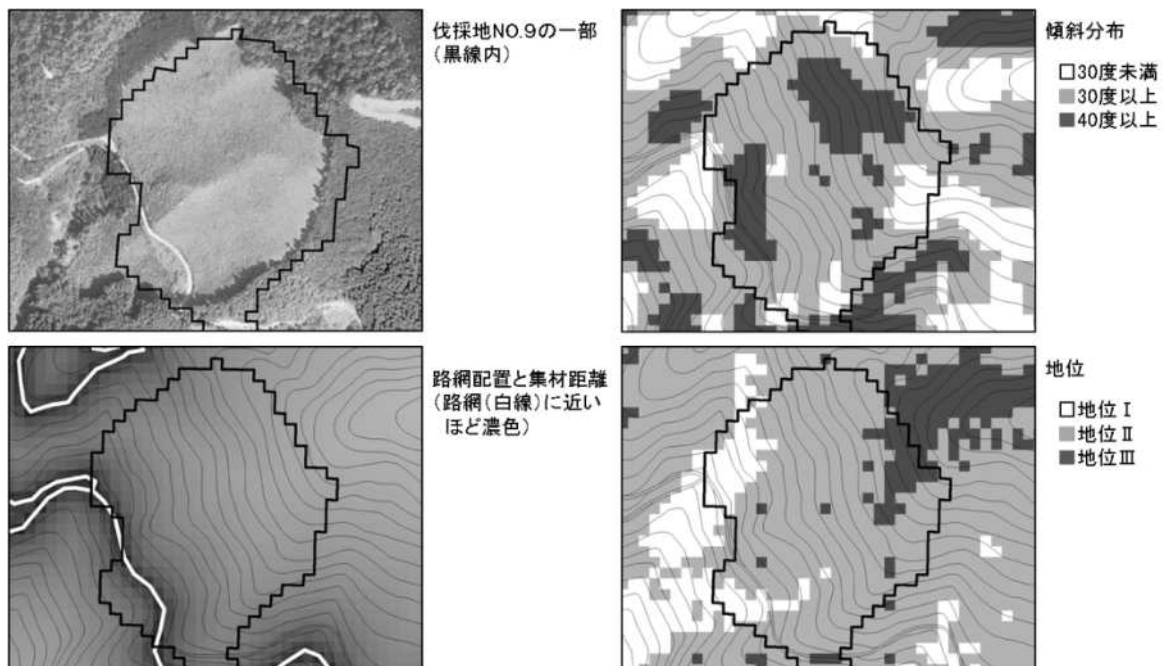 伐採地NO.9の一部
（黒線内）
傾斜分布
□30度未満
■30度以上
■40度以上
路網配置と集材距離
（路網（白線）に近い
ほど濃色）
地位
□地位Ⅰ
■地位Ⅱ
■地位Ⅲ